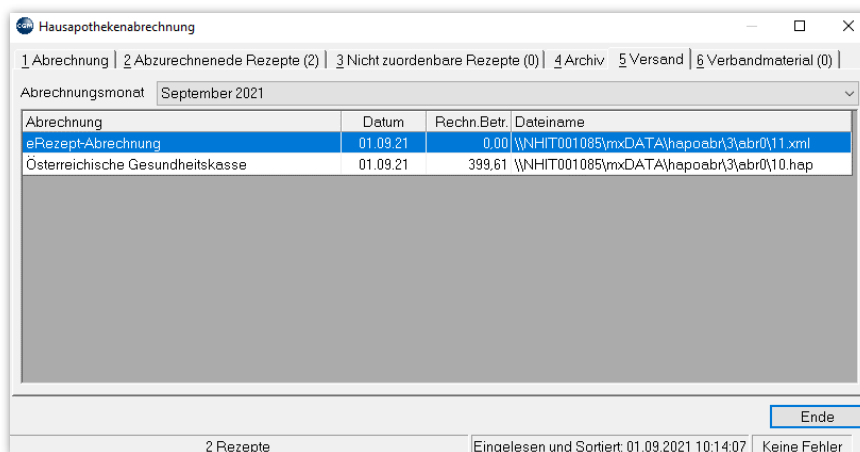 CGM Hausapothekenabrechnung
1 Abrechnung 2 Abzurechnenede Rezepte (2) 3 Nicht zuordenbare Rezepte (0) 4 Archiv 5 Versand 6 Verbandmaterial (0)
Abrechnungsmonat September 2021
Abrechnung Datum Rechn.Betr. Dateiname
eRezept-Abrechnung 01.09.21 0,00 \\NHIT001085\mxDATA\hapoabr\3\abr0\11.xml
Österreichische Gesundheitskasse 01.09.21 399,61 \\NHIT001085\mxDATA\hapoabr\3\abr0\10.hap
Ende
2 Rezepte Eingelesen und Sortiert: 01.09.2021 10:14:07 Keine Fehler